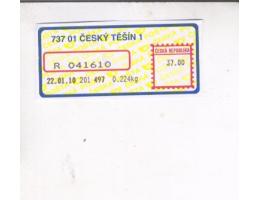 737 01 ČESKÝ TĚŠÍN 1
ČESKÁ REPUBLIKA
R 041610
37.00
22.01.10 201 497 0.224kg